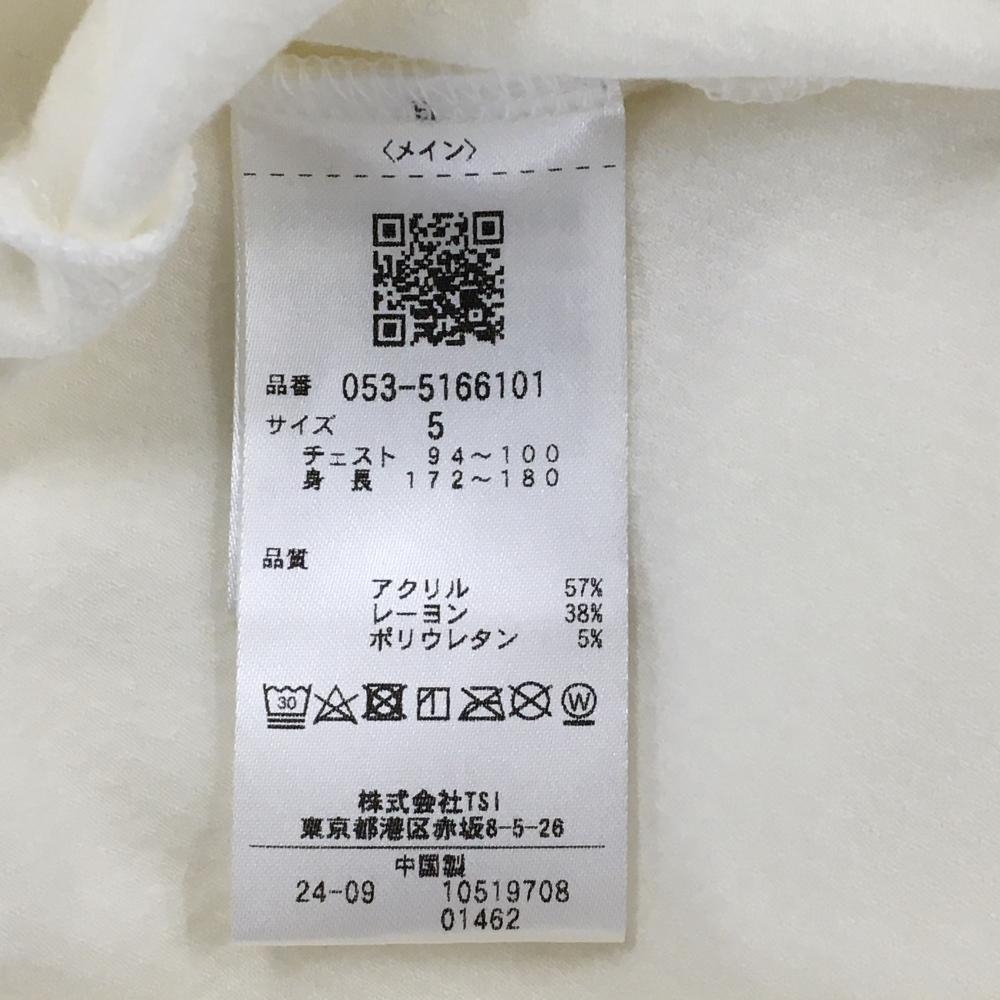 〈メイン〉
品番 053-5166101
サイズ 5
チェスト 94～100
身長 172～180
品質
アクリル 57%
レーヨン 38%
ポリウレタン 5%
30 W
株式会社TSI
東京都港区赤坂8-5-26
中国製
24-09 10519708
01462